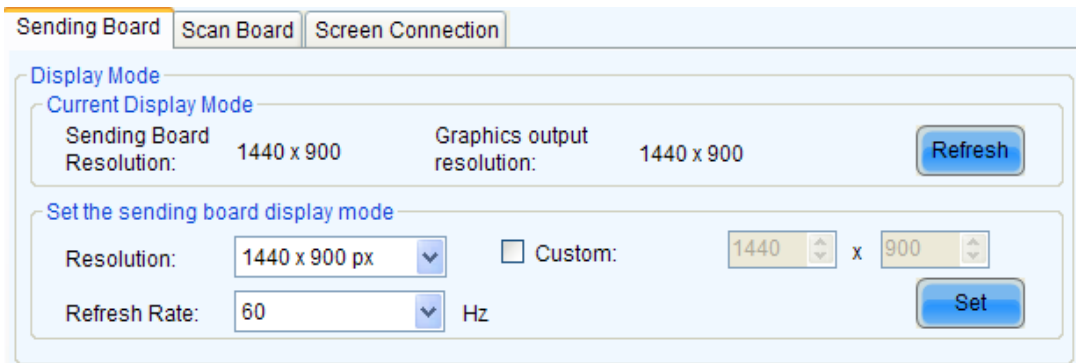 Sending Board Scan Board Screen Connection
Display Mode
Current Display Mode
Sending Board Resolution: 1440 x 900 Graphics output resolution: 1440 x 900 Refresh
Set the sending board display mode
Resolution: 1440 x 900 px Custom: 1440 x 900
Refresh Rate: 60 Hz Set